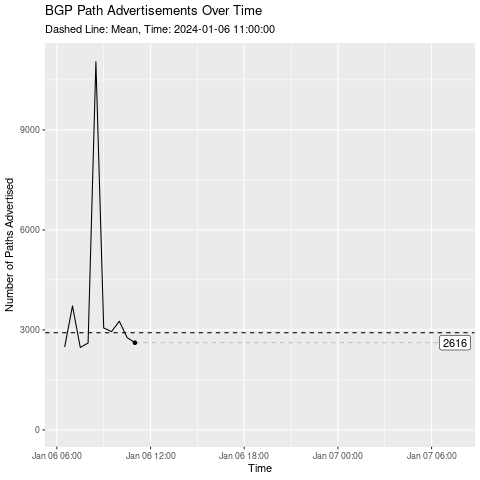 BGP Path Advertisements Over Time
Dashed Line: Mean, Time: 2024-01-06 11:00:00
Number of Paths Advertised
9000
6000
3000
0
2616
Jan 06 06:00
Jan 06 12:00
Jan 06 18:00
Jan 07 00:00
Jan 07 06:00
Time